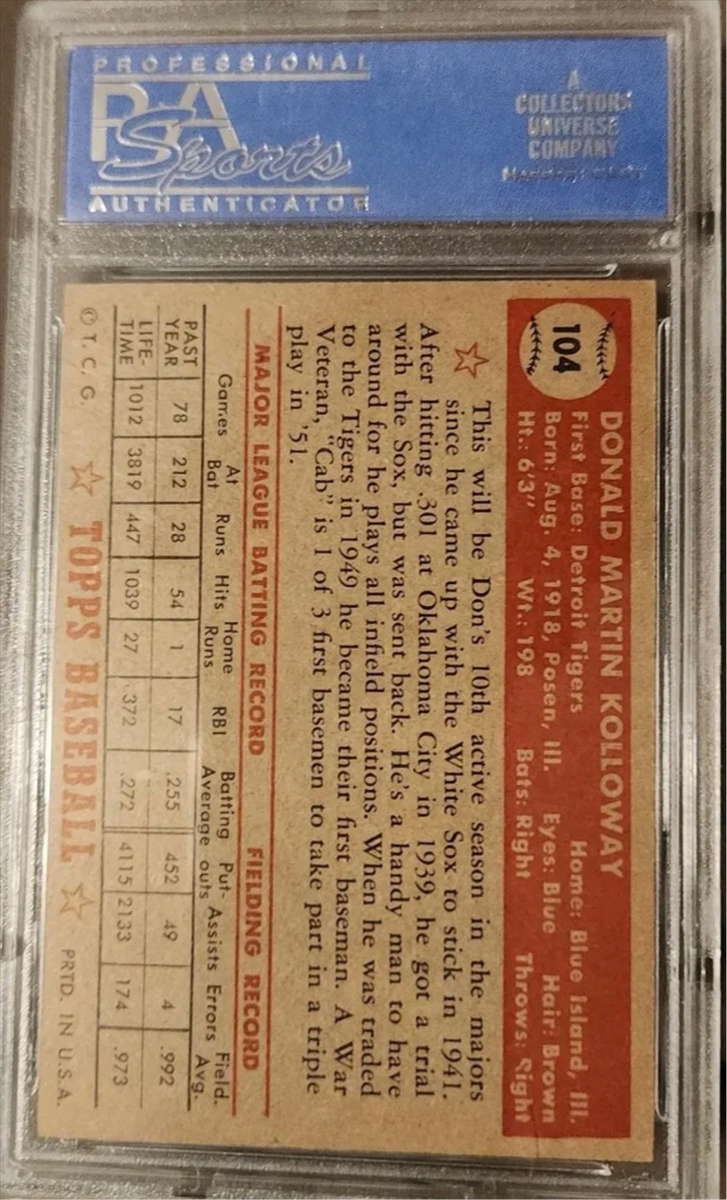 PROFESSIONAL
PSA
Sports
AUTHENTICATOR
A
COLLECTORS
UNIVERSE
COMPANY
104
DONALD MARTIN KOLLOWAY
First Base: Detroit Tigers Home: Blue Island, Ill.
Born: Aug. 4, 1918, Posen, Ill. Eyes: Blue Hair: Brown
Ht.: 6'3" Wt.: 198 Bats: Right Throws: Right
This will be Don's 10th active season in the majors
since he came up with the White Sox to stick in 1941.
After hitting .301 at Oklahoma City in 1939, he got a trial
with the Sox, but was sent back. He's a handy man to have
around for he plays all infield positions. When he was traded
to the Tigers in 1949 he became their first baseman. A War
Veteran, "Cab" is 1 of 3 first basemen to take part in a triple
play in '51.
MAJOR LEAGUE BATTING RECORD FIELDING RECORD
Games At Bat Runs Hits Home Runs RBI Batting Average Put-outs Assists Errors Field. Avg.
PAST YEAR 78 212 28 54 1 17 .255 452 49 4 .992
LIFE-TIME 1012 3819 447 1039 27 372 .272 4115 2133 174 .973
© T. C. G. TOPPS BASEBALL PRTD. IN U.S.A.